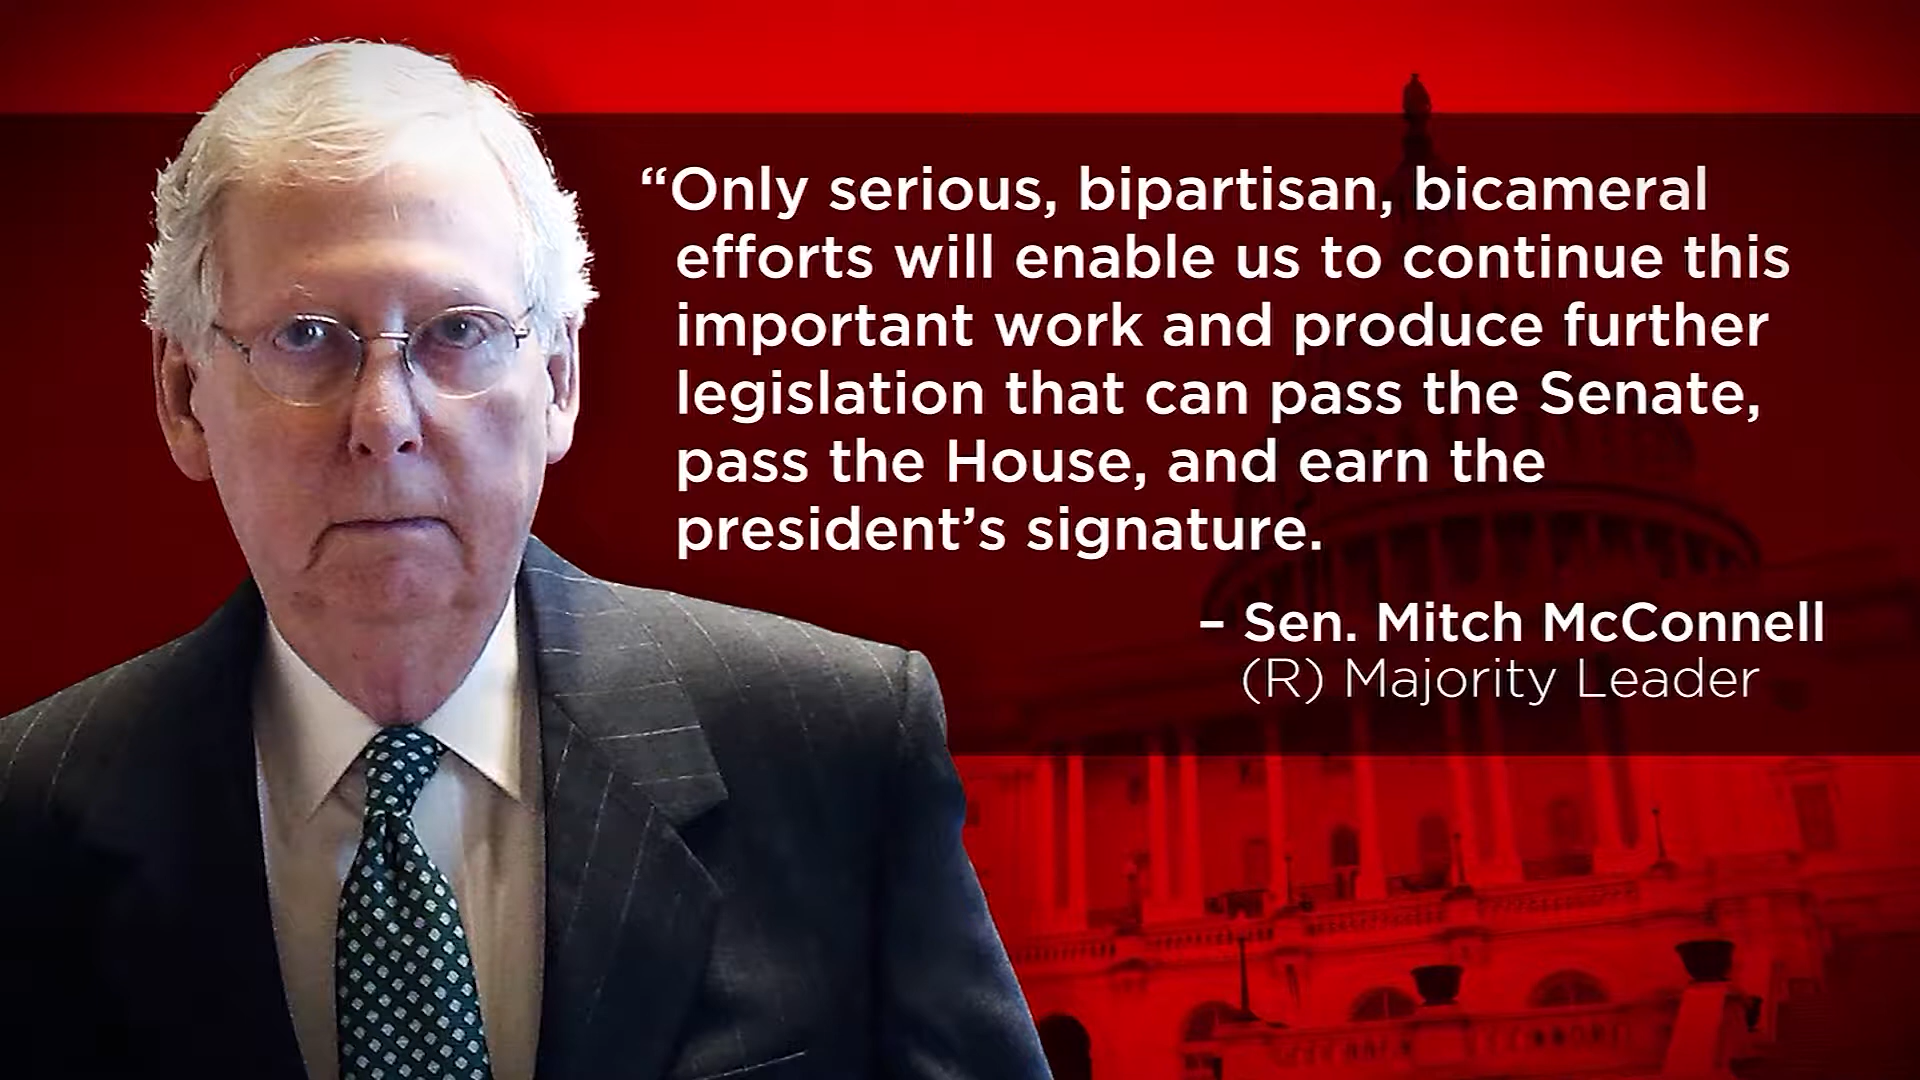 “Only serious, bipartisan, bicameral
efforts will enable us to continue this
important work and produce further
legislation that can pass the Senate,
pass the House, and earn the
president’s signature.
– Sen. Mitch McConnell
(R) Majority Leader